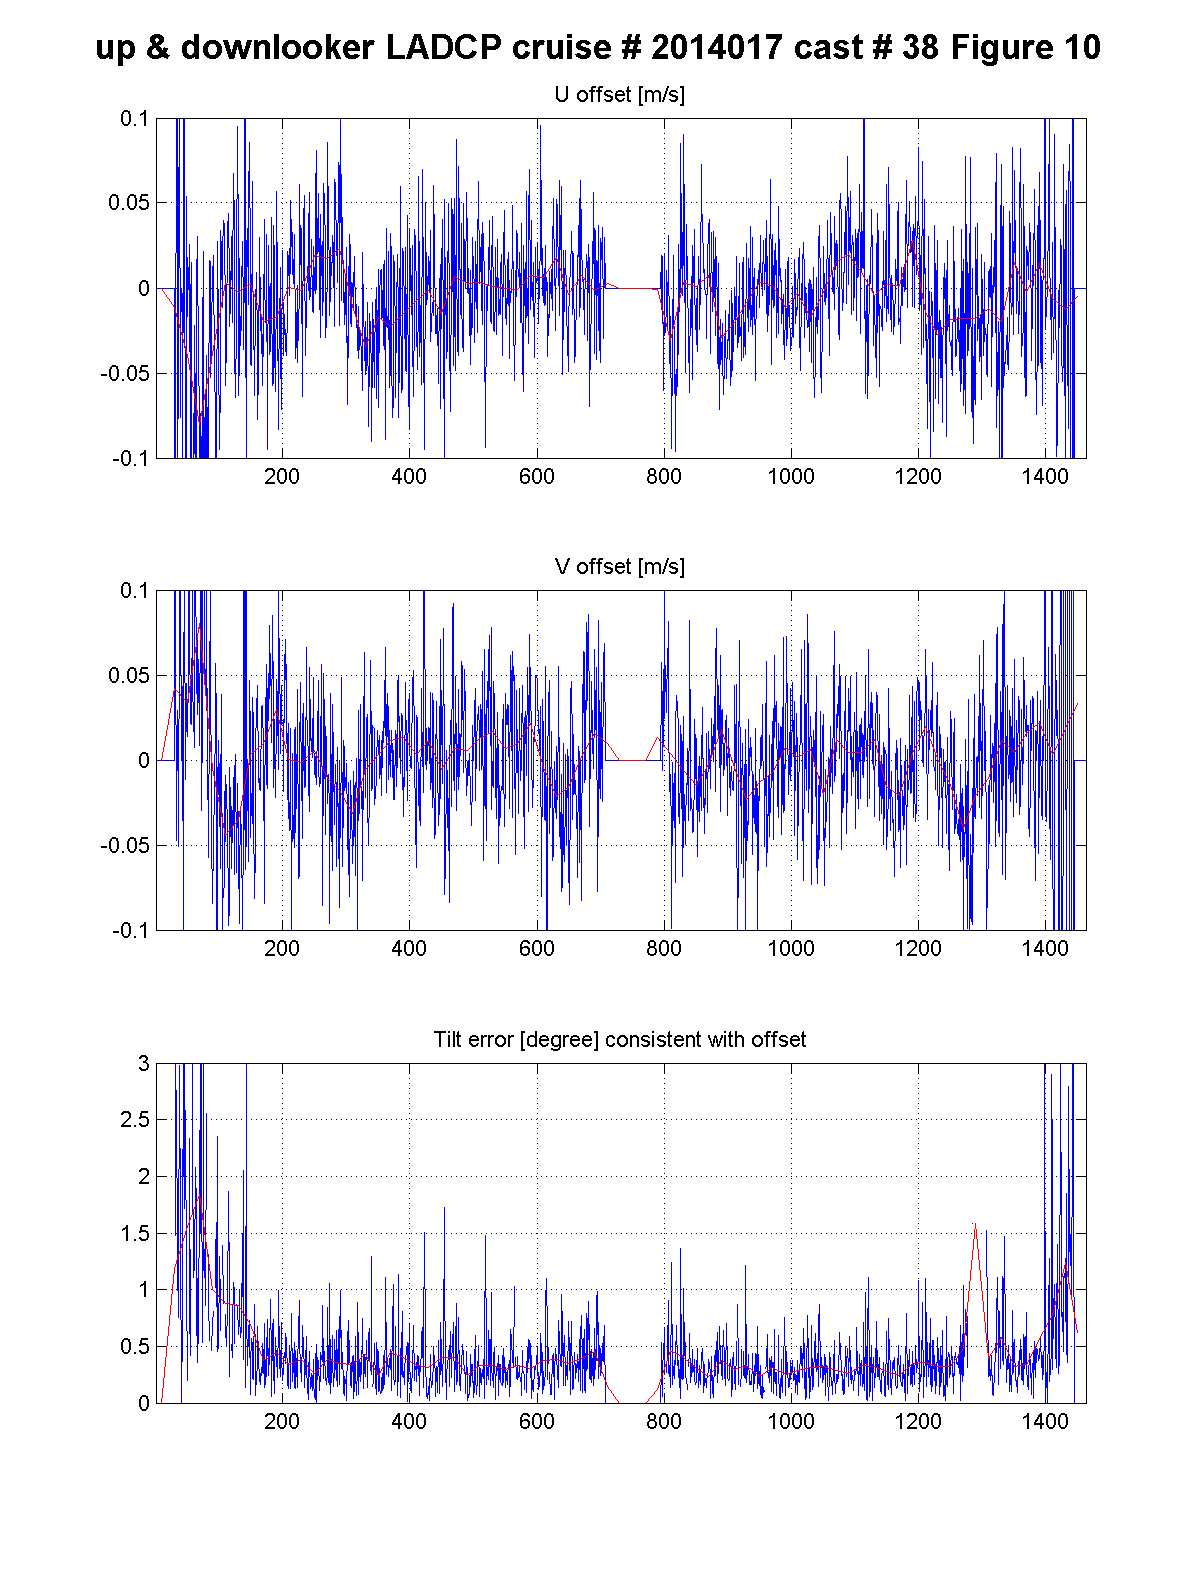 up & downlooker LADCP cruise # 2014017 cast # 38 Figure 10
U offset [m/s]
0.1
0.05
0
-0.05
-0.1
200 400 600 800 1000 1200 1400
V offset [m/s]
0.1
0.05
0
-0.05
-0.1
200 400 600 800 1000 1200 1400
Tilt error [degree] consistent with offset
3
2.5
2
1.5
1
0.5
0
200 400 600 800 1000 1200 1400